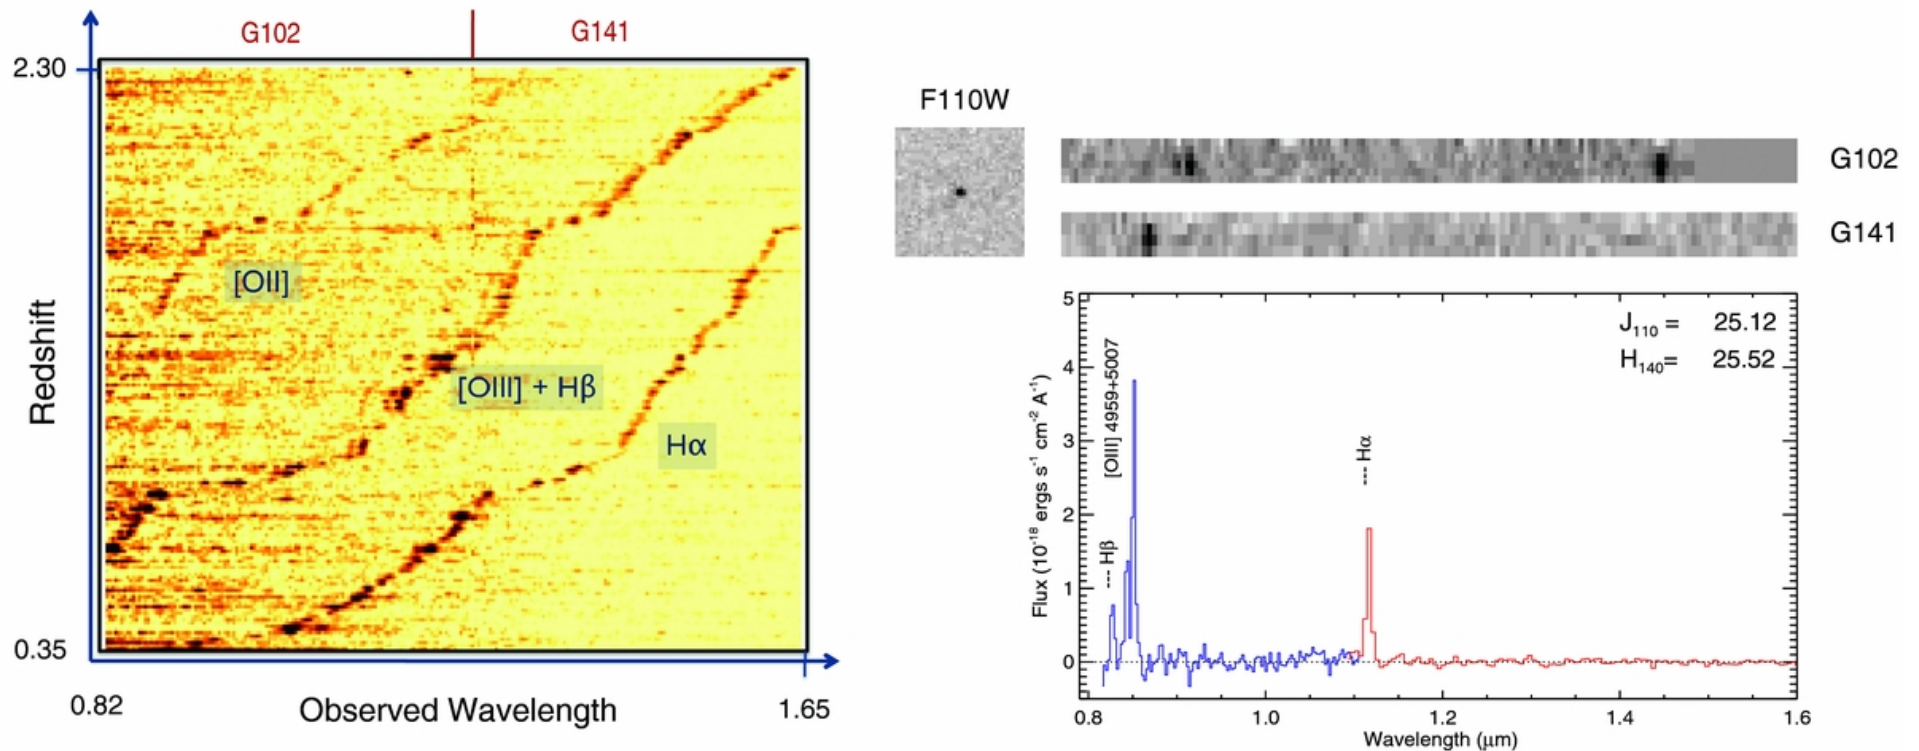 G102
G141
2.30
[OII]
[OIII] + Hβ
Hα
Redshift
0.35
0.82
Observed Wavelength
1.65
F110W
G102
G141
J110 = 25.12
H140= 25.52
[OIII] 4959+5007
--- Hβ
--- Hα
Flux (10-18 ergs s-1 cm-2 A-1)
5
4
3
2
1
0
0.8 1.0 1.2 1.4 1.6
Wavelength (μm)